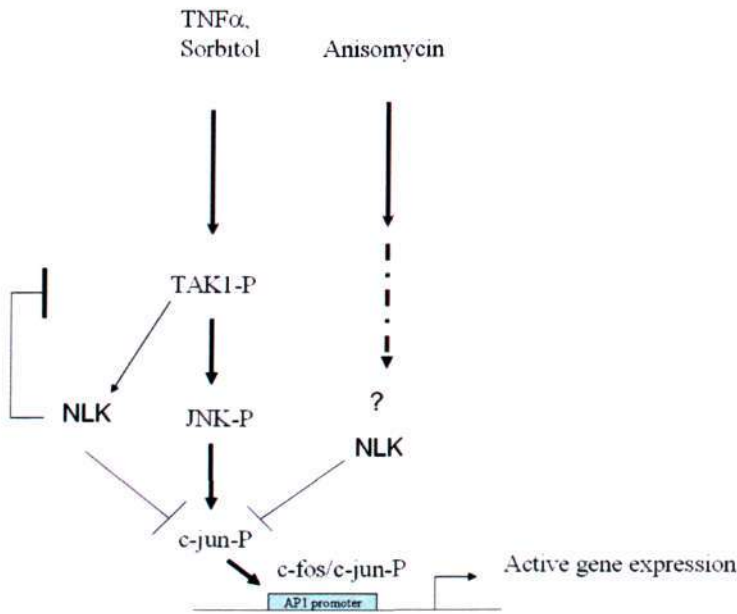 TNFα,
Sorbitol
Anisomycin
TAK1-P
?
NLK
JNK-P
NLK
c-jun-P
c-fos/c-jun-P
Active gene expression
AP1 promoter